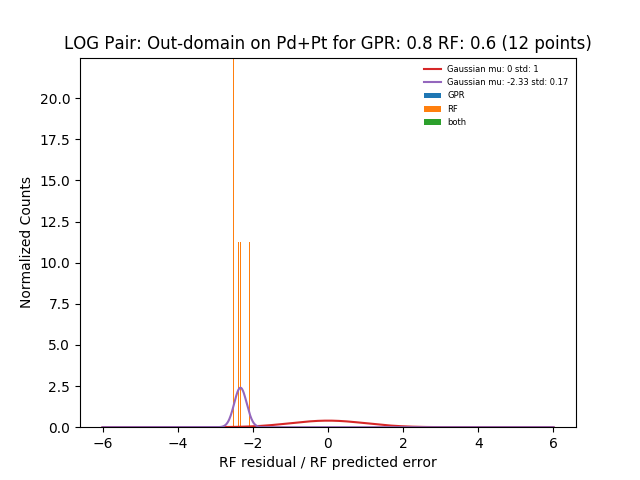 LOG Pair: Out-domain on Pd+Pt for GPR: 0.8 RF: 0.6 (12 points)
Gaussian mu: 0 std: 1
Gaussian mu: -2.33 std: 0.17
GPR
RF
both
Normalized Counts
20.0
17.5
15.0
12.5
10.0
7.5
5.0
2.5
0.0
−6 −4 −2 0 2 4 6
RF residual / RF predicted error